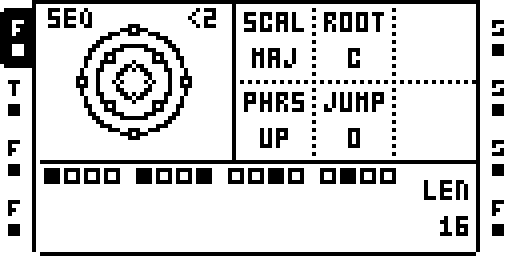 F
T
F
F
SEQ <2
SCAL ROOT
MAJ C
PHRS JUMP
UP 0
LEN
16
S
S
S
F